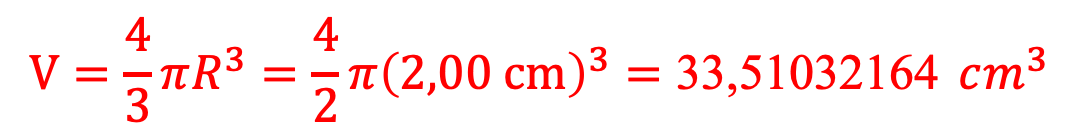 V = 4/3 πR³ = 4/2 π(2,00 cm)³ = 33,51032164 cm³